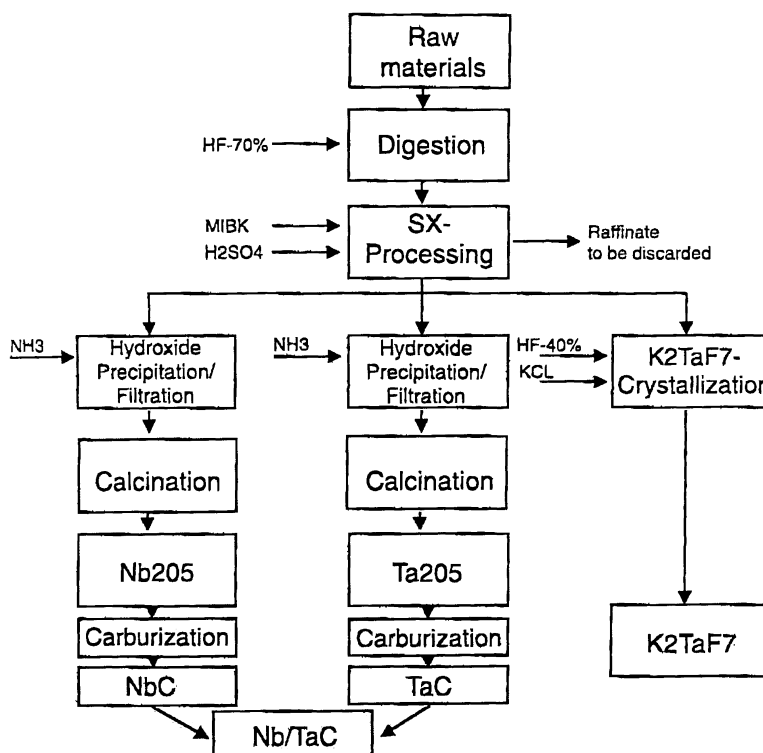 Raw
materials
HF-70%
Digestion
MIBK
H2SO4
SX-
Processing
Raffinate
to be discarded
NH3
Hydroxide
Precipitation/
Filtration
NH3
Hydroxide
Precipitation/
Filtration
HF-40%
KCL
K2TaF7-
Crystallization
Calcination
Calcination
Nb205
Ta205
K2TaF7
Carburization
Carburization
NbC
TaC
Nb/TaC